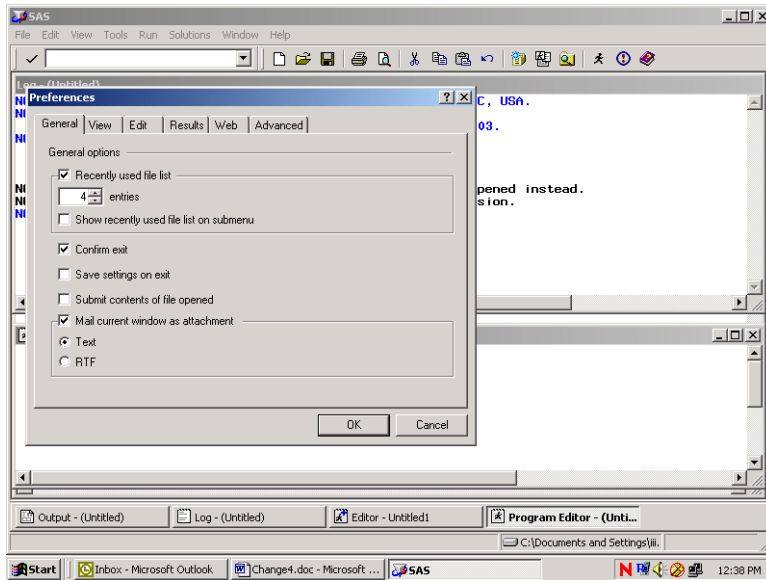 SAS
File Edit View Tools Run Solutions Window Help
Log - (Untitled)
Preferences
C, USA.
General View Edit Results Web Advanced
03.
General options
Recently used file list
4 entries
pened instead.
sion.
Show recently used file list on submenu
Confirm exit
Save settings on exit
Submit contents of file opened
Mail current window as attachment
Text
RTF
OK Cancel
Output - (Untitled) Log - (Untitled) Editor - Untitled1 Program Editor - (Unti...
C:\Documents and Settings\iii.
Start Inbox - Microsoft Outlook Change4.doc - Microsoft ... SAS N 12:38 PM